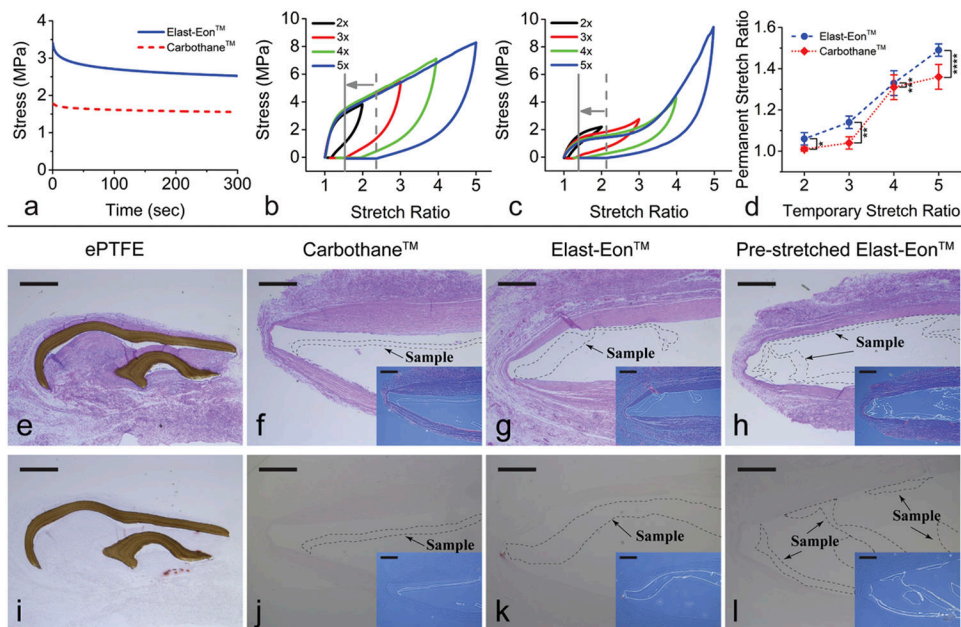 Stress (MPa)
4
3
2
1
0
Elast-Eon™
Carbothane™
0
100
200
300
a
Time (sec)
Stress (MPa)
10
8
6
4
2
0
2x
3x
4x
5x
1
2
3
4
5
b
Stretch Ratio
Stress (MPa)
10
8
6
4
2
0
2x
3x
4x
5x
1
2
3
4
5
c
Stretch Ratio
Permanent Stretch Ratio
1.6
1.4
1.2
1.0
Elast-Eon™
Carbothane™
*
**
***
****
2
3
4
5
d
Temporary Stretch Ratio
ePTFE
Carbothane™
Elast-Eon™
Pre-stretched Elast-Eon™
e
Sample
f
Sample
g
Sample
h
i
Sample
j
Sample
k
Sample
Sample
l